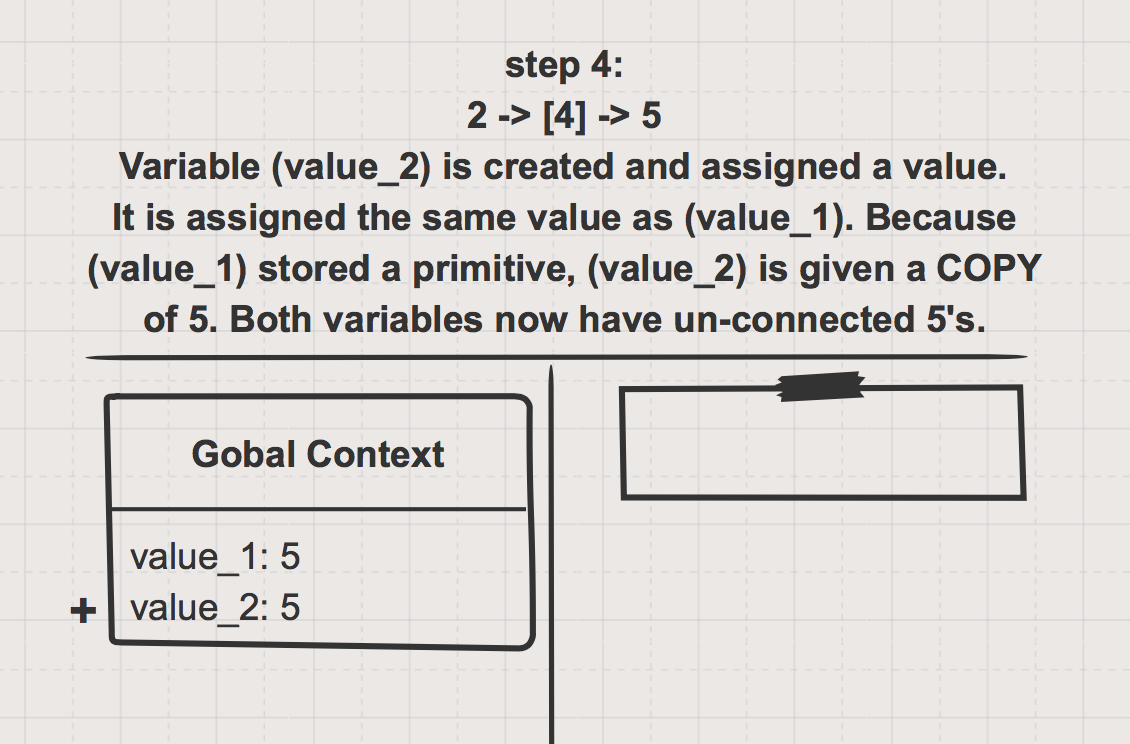 step 4:
2 -> [4] -> 5
Variable (value_2) is created and assigned a value.
It is assigned the same value as (value_1). Because
(value_1) stored a primitive, (value_2) is given a COPY
of 5. Both variables now have un-connected 5's.
Gobal Context
value_1: 5
+ value_2: 5